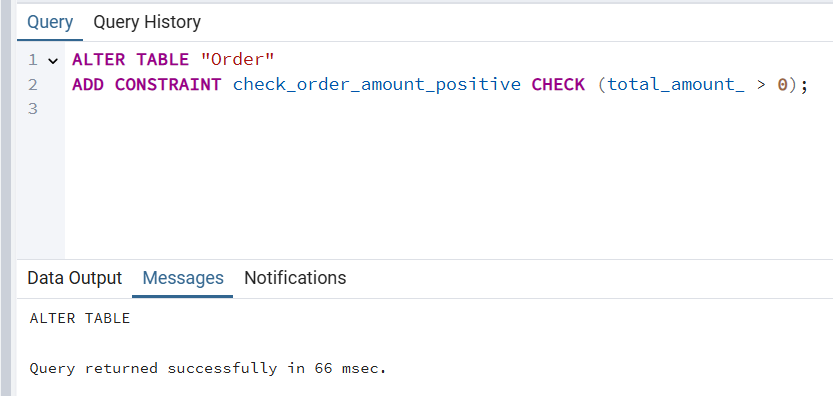 Query Query History
1 ALTER TABLE "Order"
2 ADD CONSTRAINT check_order_amount_positive CHECK (total_amount_ > 0);
3
Data Output Messages Notifications
ALTER TABLE
Query returned successfully in 66 msec.